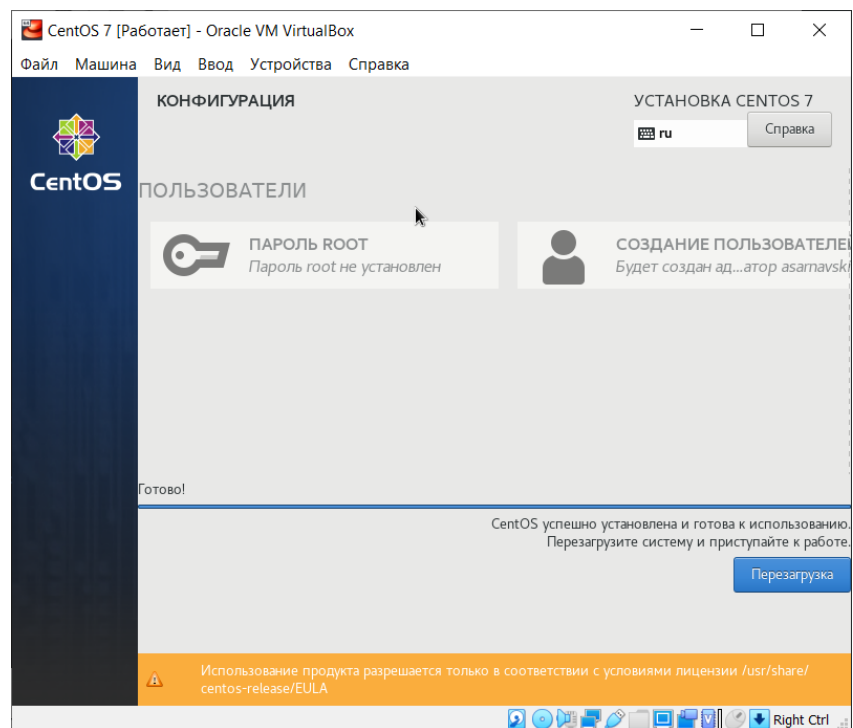 CentOS 7 [Работает] - Oracle VM VirtualBox
Файл Машина Вид Ввод Устройства Справка
КОНФИГУРАЦИЯ
УСТАНОВКА CENTOS 7
ru
Справка
CentOS
ПОЛЬЗОВАТЕЛИ
ПАРОЛЬ ROOT
Пароль root не установлен
СОЗДАНИЕ ПОЛЬЗОВАТЕЛЕЙ
Будет создан ад...атор asarnavski
Готово!
CentOS успешно установлена и готова к использованию.
Перезагрузите систему и приступайте к работе.
Перезагрузка
Использование продукта разрешается только в соответствии с условиями лицензии /usr/share/
centos-release/EULA
Right Ctrl